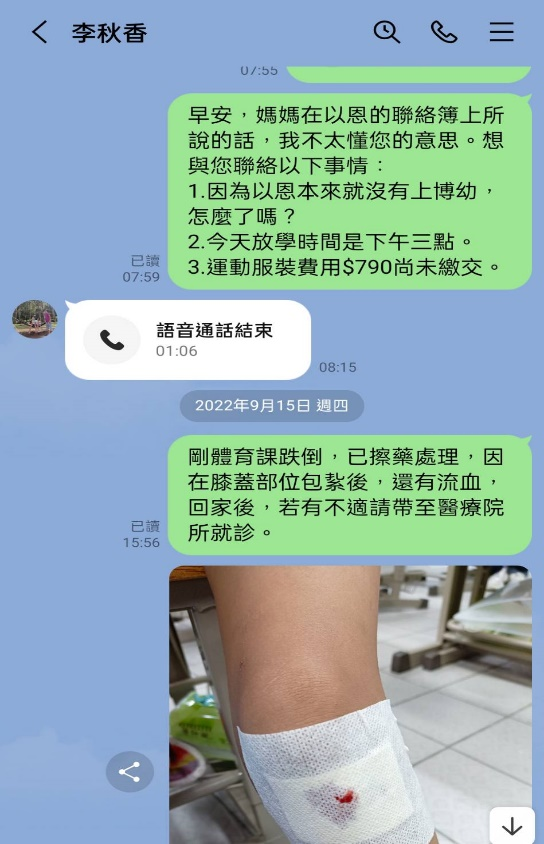 李秋香
07:55
早安，媽媽在以恩的聯絡簿上所
說的話，我不太懂您的意思。想
與您聯絡以下事情：
1.因為以恩本來就沒有上博幼，
怎麼了嗎？
2.今天放學時間是下午三點。
3.運動服裝費用$790尚未繳交。
已讀
07:59
語音通話結束
01:06
08:15
2022年9月15日 週四
剛體育課跌倒，已擦藥處理，因
在膝蓋部位包紮後，還有流血，
回家後，若有不適請帶至醫療院
所就診。
已讀
15:56